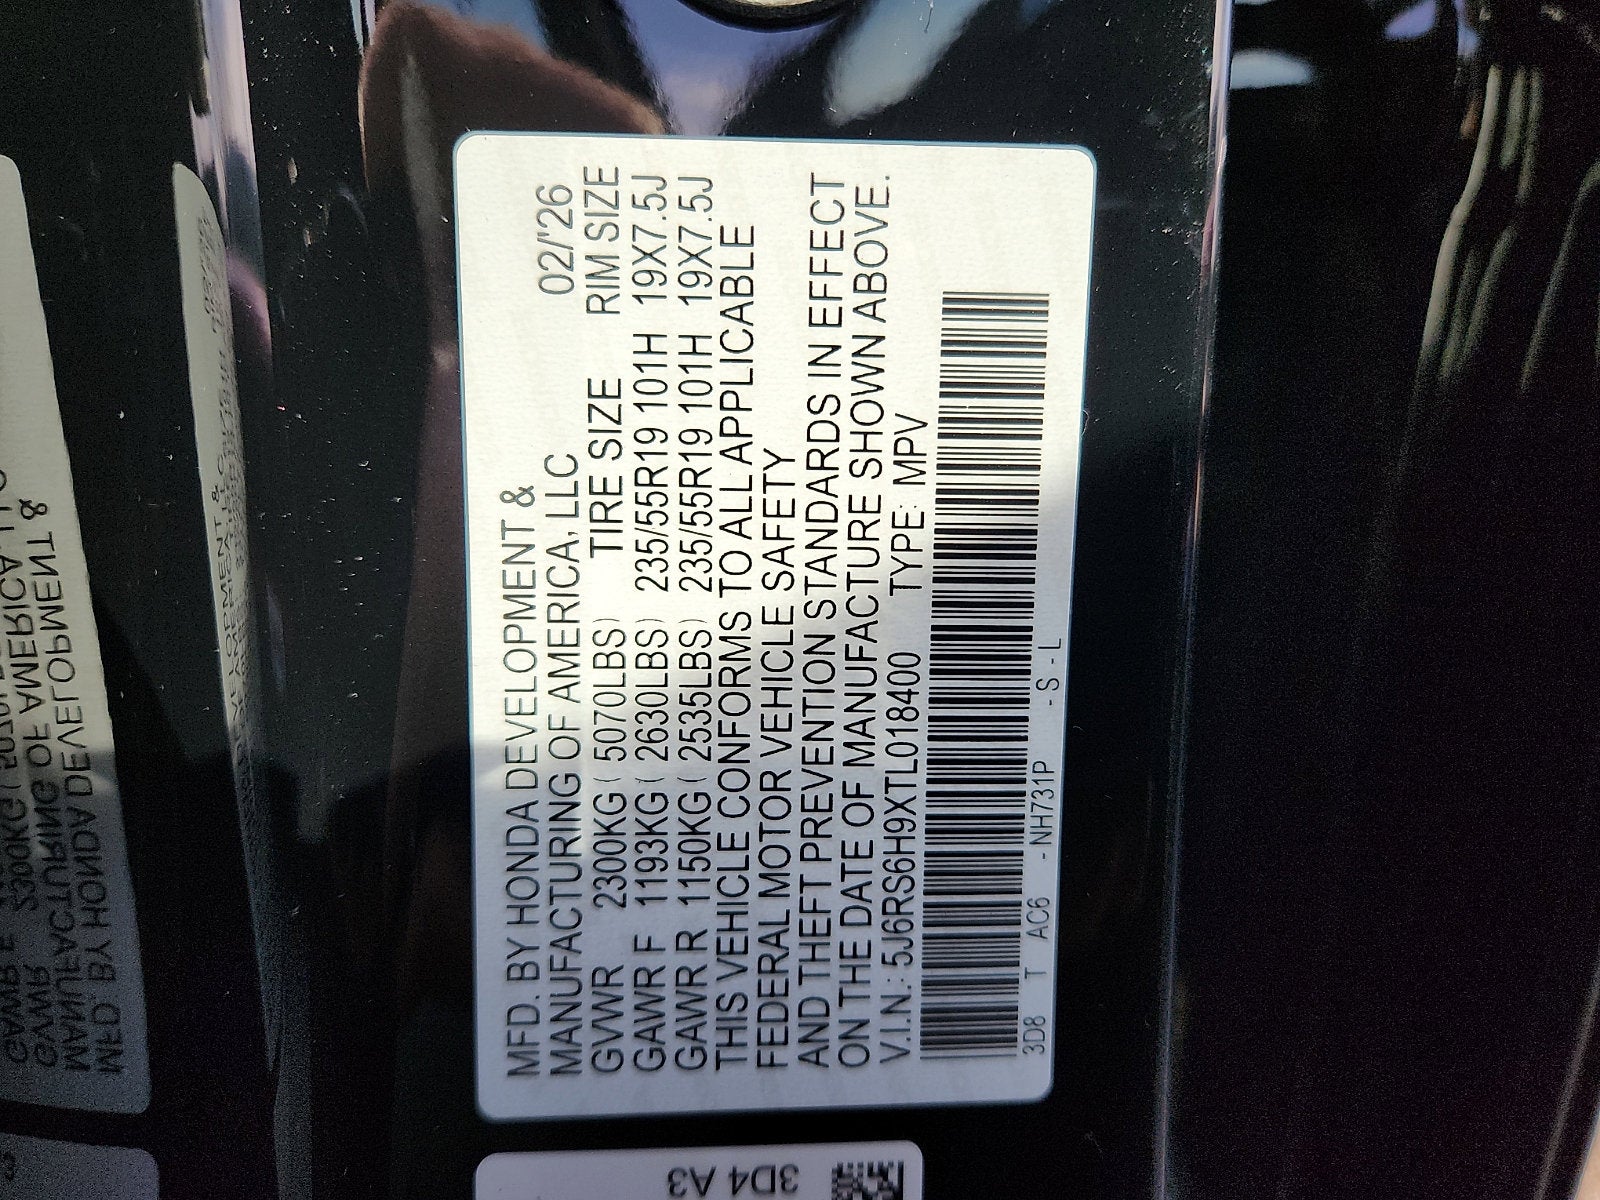 MFD. BY HONDA DEVELOPMENT &
MANUFACTURING OF AMERICA, LLC 02/'26
GVWR 2300KG ( 5070LBS) TIRE SIZE RIM SIZE
GAWR F 1193KG ( 2630LBS) 235/55R19 101H 19X7.5J
GAWR R 1150KG ( 2535LBS) 235/55R19 101H 19X7.5J
THIS VEHICLE CONFORMS TO ALL APPLICABLE
FEDERAL MOTOR VEHICLE SAFETY
AND THEFT PREVENTION STANDARDS IN EFFECT
ON THE DATE OF MANUFACTURE SHOWN ABOVE.
V.I.N.: 5J6RS6H9XTL018400 TYPE: MPV
3D8 T AC6 -NH731P -S-L
3D4 A3